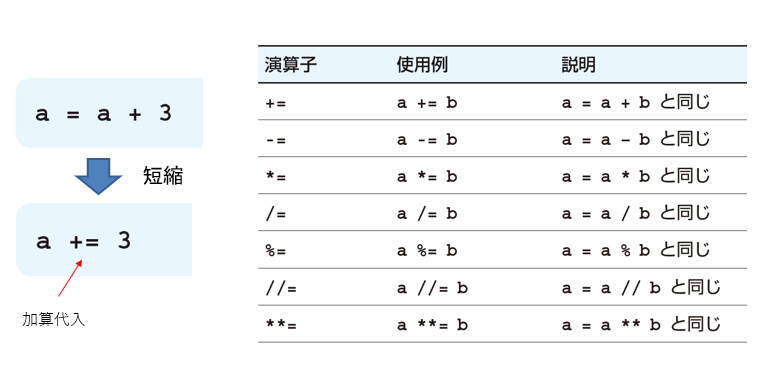 a = a + 3
短縮
a += 3
加算代入
演算子 使用例 説明
+= a += b a = a + b と同じ
-= a -= b a = a – b と同じ
*= a *= b a = a * b と同じ
/= a /= b a = a / b と同じ
%= a %= b a = a % b と同じ
//= a //= b a = a // b と同じ
**= a **= b a = a ** b と同じ